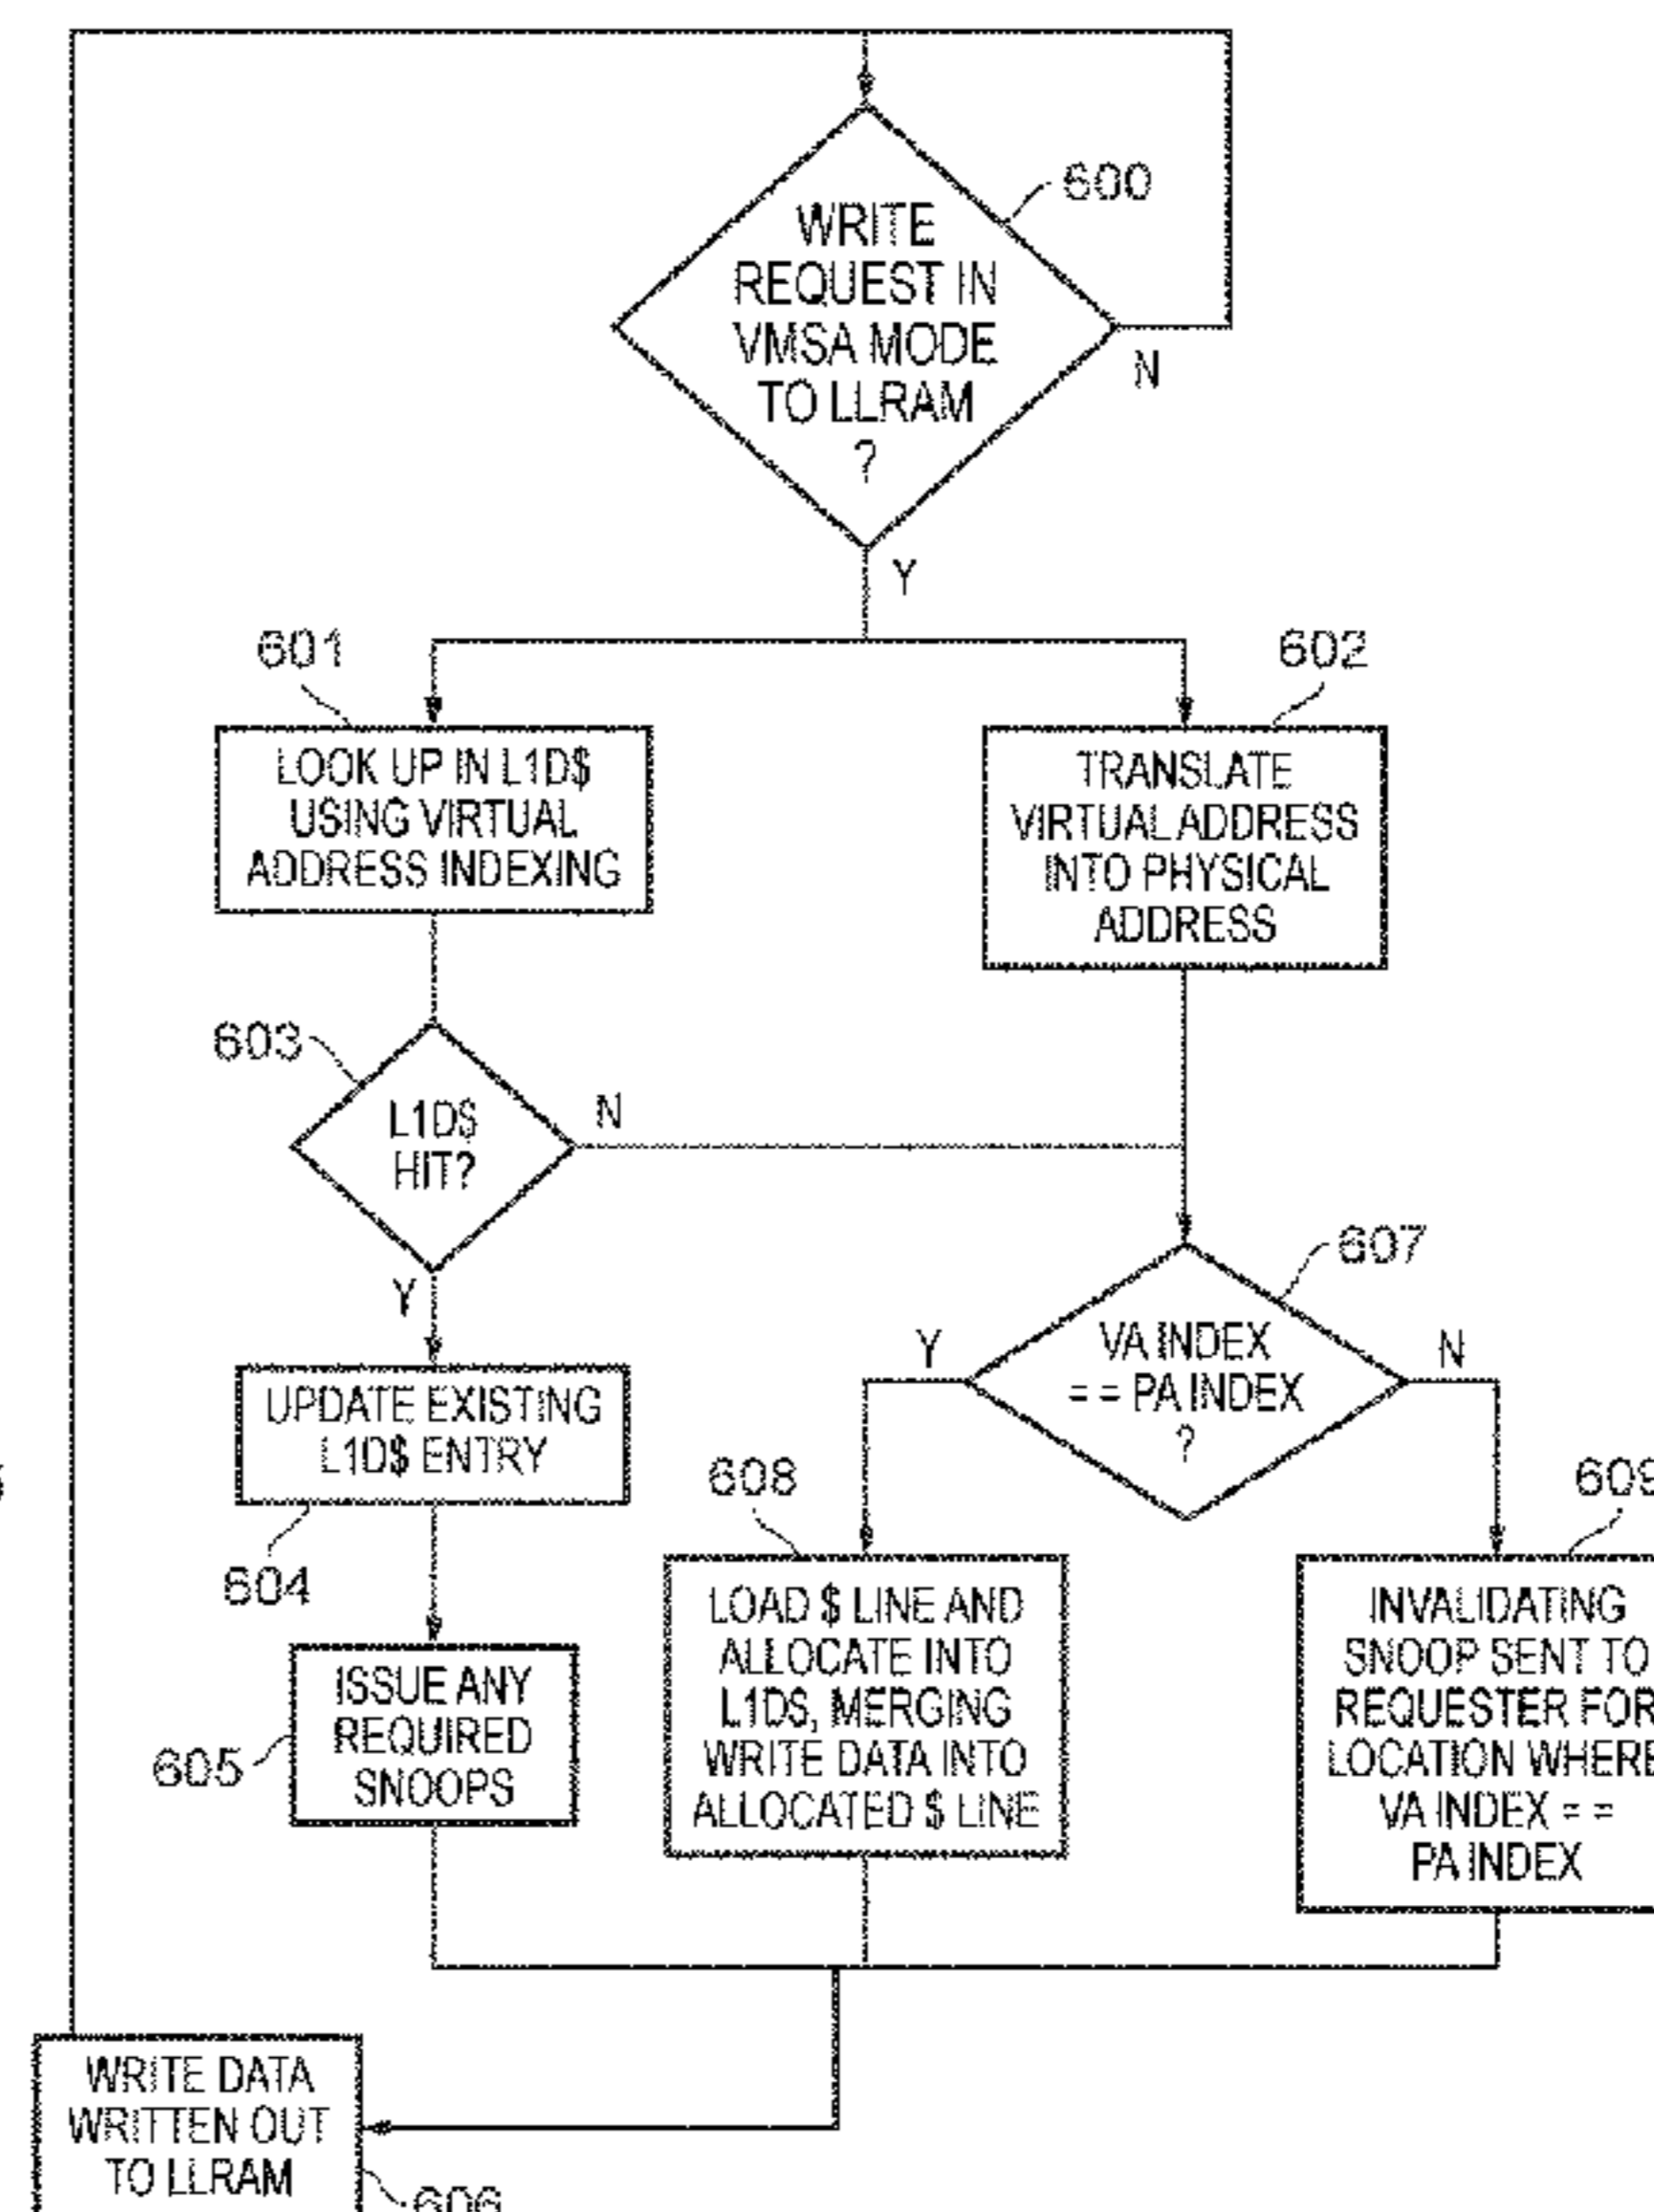 600
WRITE
REQUEST IN
VMSA MODE
TO LLRAM
?
N
Y
601
602
LOOK UP IN L1D$
USING VIRTUAL
ADDRESS INDEXING
TRANSLATE
VIRTUAL ADDRESS
INTO PHYSICAL
ADDRESS
603
L1D$
HIT?
N
Y
607
VA INDEX
== PA INDEX
?
Y
N
UPDATE EXISTING
L1D$ ENTRY
604
608
609
ISSUE ANY
REQUIRED
SNOOPS
605
LOAD $ LINE AND
ALLOCATE INTO
L1D$, MERGING
WRITE DATA INTO
ALLOCATED $ LINE
INVALIDATING
SNOOP SENT TO
REQUESTER FOR
LOCATION WHERE
VA INDEX ==
PA INDEX
WRITE DATA
WRITTEN OUT
TO LLRAM
606